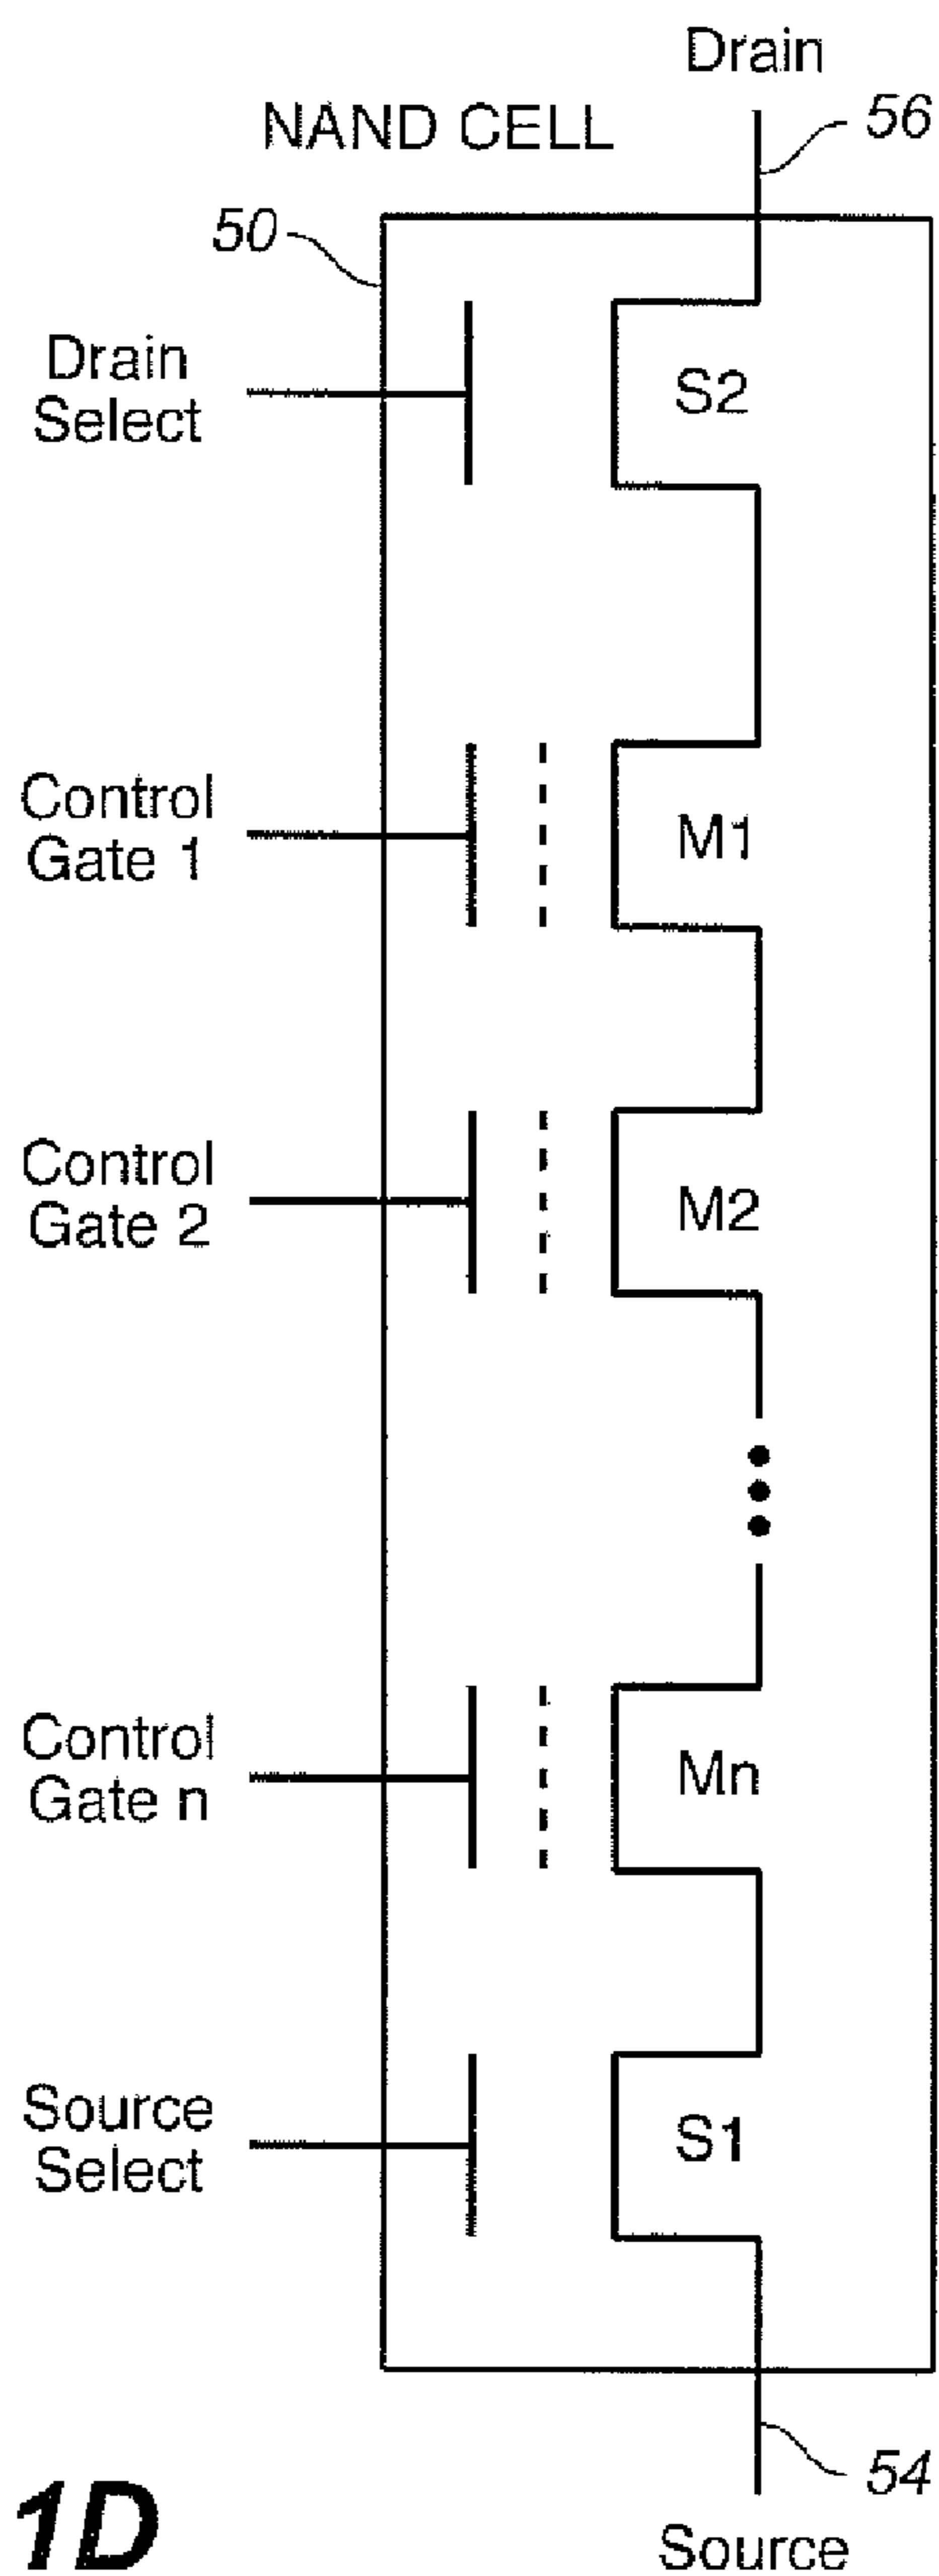 Drain
56
NAND CELL
50
Drain
Select
S2
Control
Gate 1
M1
Control
Gate 2
M2
Control
Gate n
Mn
Source
Select
S1
54
1D
Source